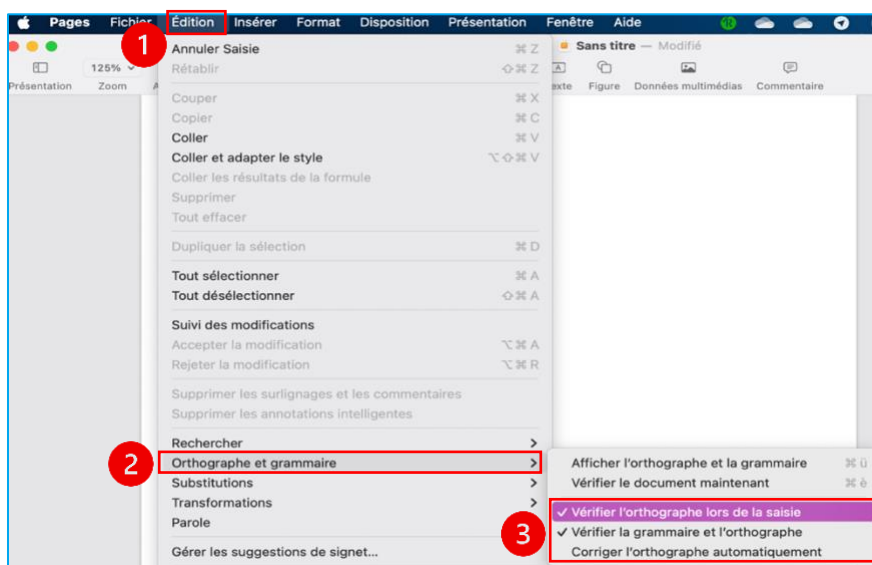 Pages Fichier Édition Insérer Format Disposition Présentation Fenêtre Aide
1
Annuler Saisie ⌘ Z
Sans titre — Modifié
Rétablir ⇧⌘ Z
125%
Présentation Zoom
Figure Données multimédias Commentaire
Couper ⌘ X
Copier ⌘ C
Coller ⌘ V
Coller et adapter le style ⌥⇧⌘ V
Coller les résultats de la formule
Supprimer
Tout effacer
Dupliquer la sélection ⌘ D
Tout sélectionner ⌘ A
Tout désélectionner ⇧⌘ A
Suivi des modifications
Accepter la modification ⌥⌘ A
Rejeter la modification ⌥⌘ R
Supprimer les surlignages et les commentaires
Supprimer les annotations intelligentes
Rechercher >
2
Orthographe et grammaire >
Afficher l'orthographe et la grammaire ⌘ ü
Substitutions >
Vérifier le document maintenant ⌘ è
Transformations >
Vérifier l'orthographe lors de la saisie
Parole
3
✓ Vérifier la grammaire et l'orthographe
Gérer les suggestions de signet...
Corriger l'orthographe automatiquement